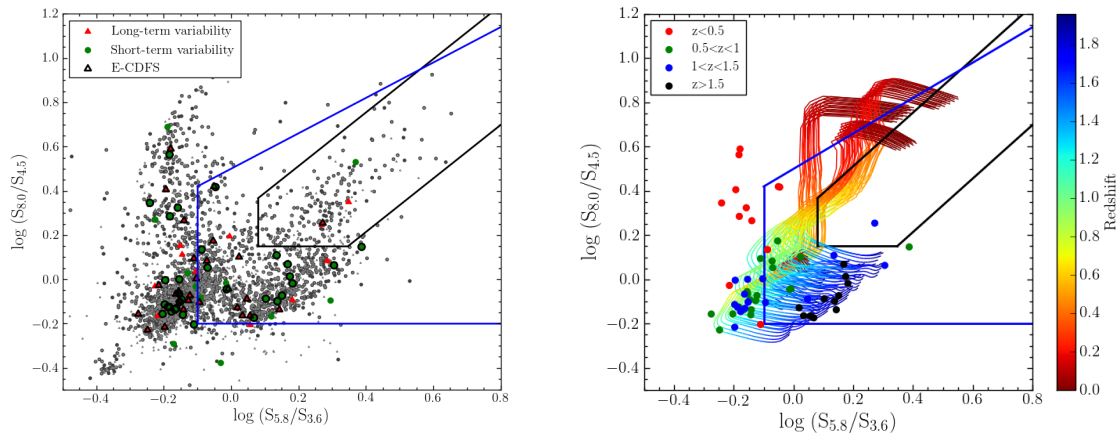 1.2
1.0
0.8
0.6
0.4
0.2
0.0
−0.2
−0.4
−0.4 −0.2 0.0 0.2 0.4 0.6 0.8
log (S8.0/S4.5)
log (S5.8/S3.6)
Long-term variability
Short-term variability
E-CDFS
1.2
1.0
0.8
0.6
0.4
0.2
0.0
−0.2
−0.4
−0.4 −0.2 0.0 0.2 0.4 0.6 0.8
log (S8.0/S4.5)
log (S5.8/S3.6)
z<0.5
0.5<z<1
1<z<1.5
z>1.5
Redshift
1.8
1.6
1.4
1.2
1.0
0.8
0.6
0.4
0.2
0.0